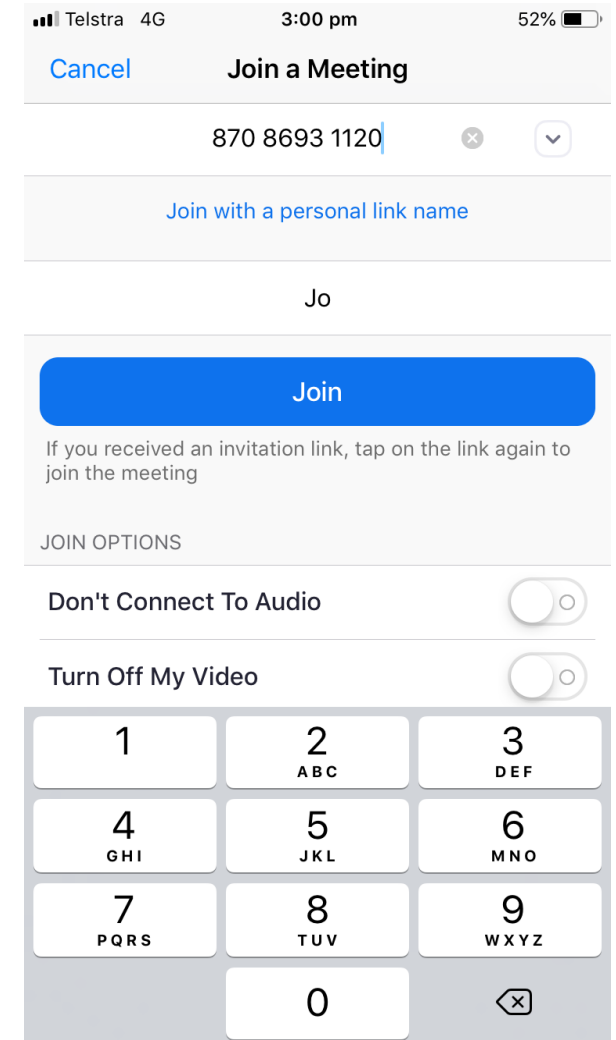 Telstra 4G 3:00 pm 52%
Cancel Join a Meeting
870 8693 1120
Join with a personal link name
Jo
Join
If you received an invitation link, tap on the link again to
join the meeting
JOIN OPTIONS
Don't Connect To Audio
Turn Off My Video
1 2 3
ABC DEF
4 5 6
GHI JKL MNO
7 8 9
PQRS TUV WXYZ
0